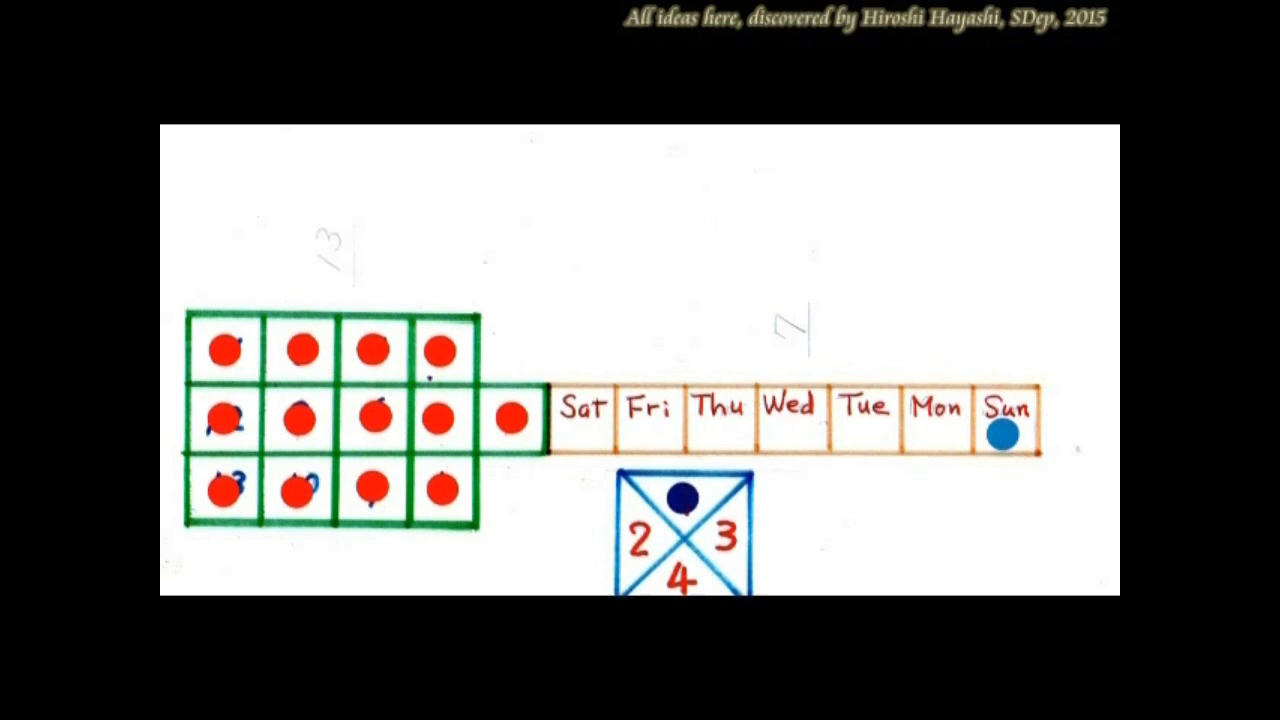 All ideas here, discovered by Hiroshi Hayashi, SDep, 2015
13
7
Sat Fri Thu Wed Tue Mon Sun
2 3
4